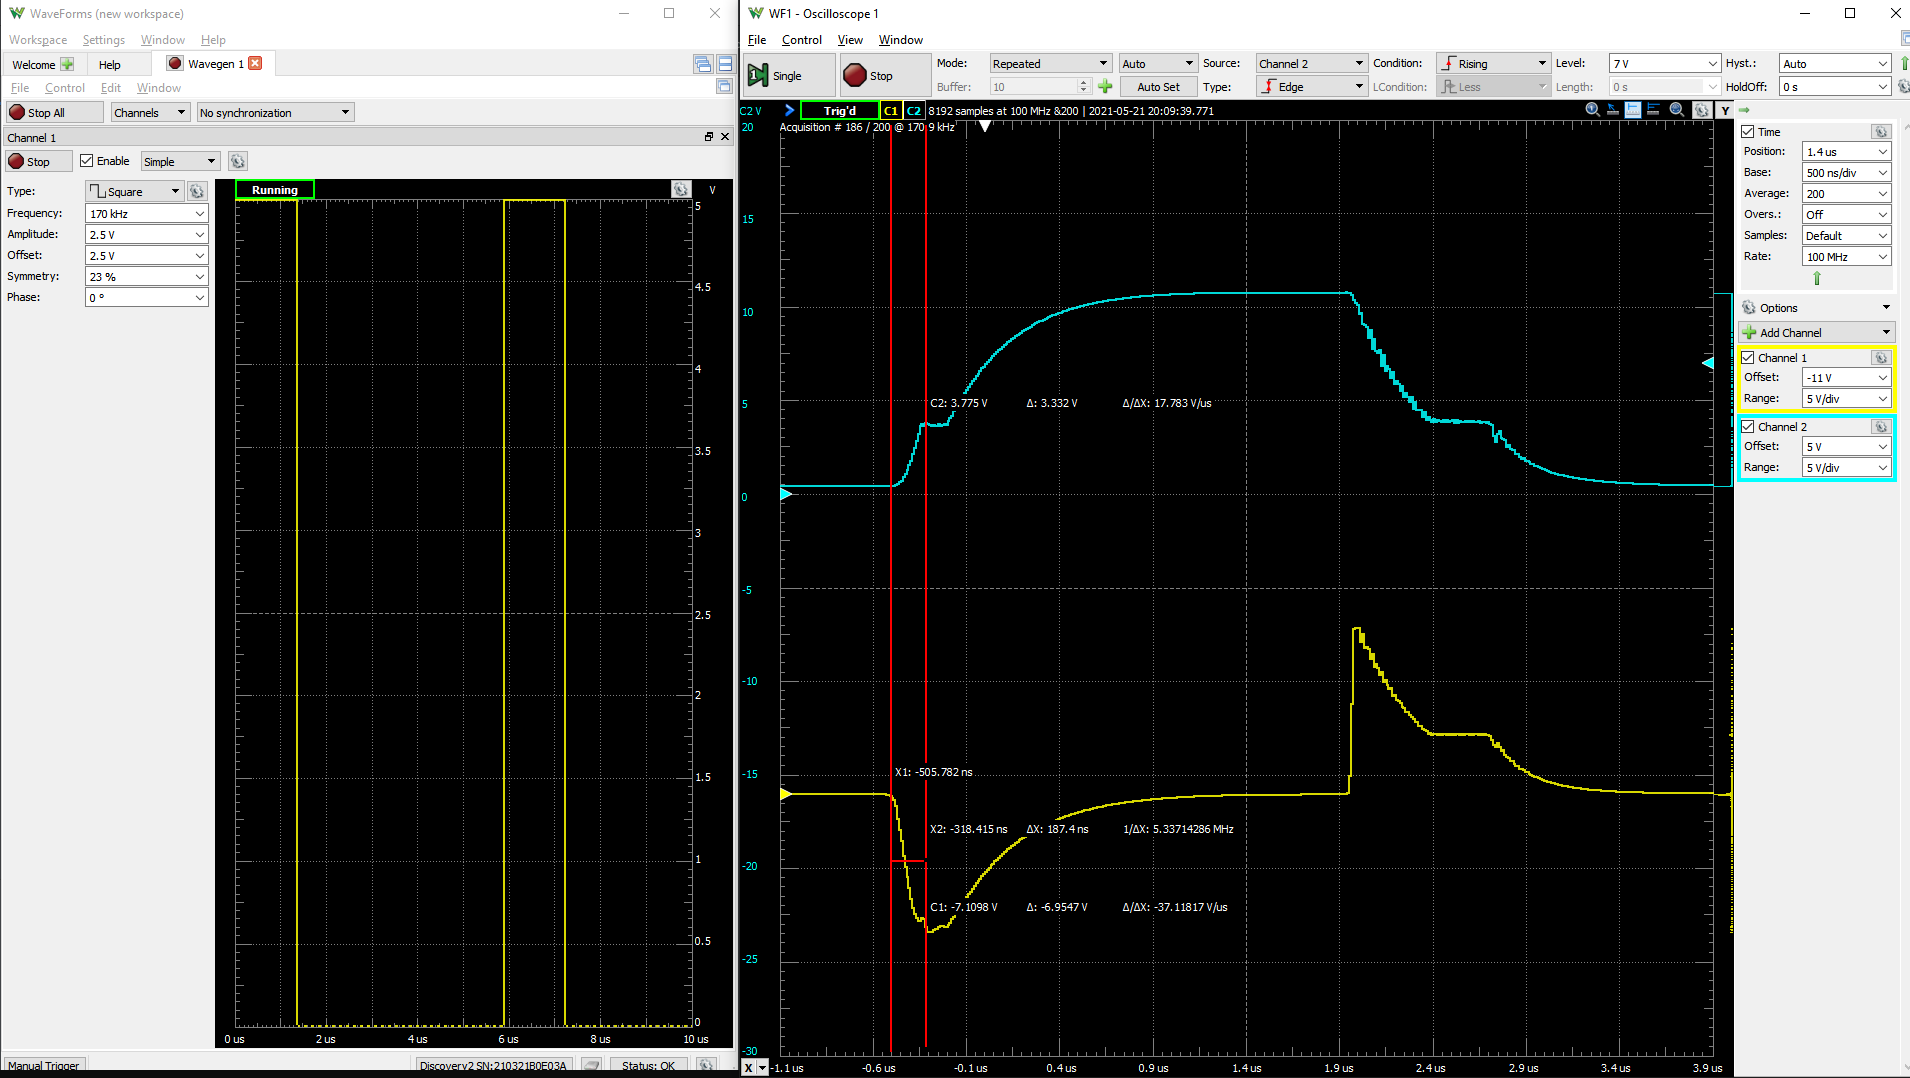 WaveForms (new workspace)
Workspace Settings Window Help
Welcome Help Wavegen 1
File Control Edit Window
Stop All Channels No synchronization
Channel 1
Stop Enable Simple
Type: Square
Frequency: 170 kHz
Amplitude: 2.5 V
Offset: 2.5 V
Symmetry: 23 %
Phase: 0 °
Running V
5
4.5
4
3.5
3
2.5
2
1.5
1
0.5
0
0 us 2 us 4 us 6 us 8 us 10 us
Manual Trigger Discovery2 SN:210321B0E03A Status: OK
WF1 - Oscilloscope 1
File Control View Window
Single Stop Mode: Repeated Auto Source: Channel 2 Condition: Rising Level: 7 V Hyst.: Auto
Buffer: 10 Auto Set Type: Edge LCondition: Less Length: 0 s HoldOff: 0 s
C2 V Trig'd C1 C2 8192 samples at 100 MHz &200 | 2021-05-21 20:09:39.771 Y
Acquisition # 186 / 200 @ 170.9 kHz
20
15
10
5
0
-5
-10
-15
-20
-25
-30
C2: 3.775 V Δ: 3.332 V Δ/ΔX: 17.783 V/us
X1: -505.782 ns
X2: -318.415 ns ΔX: 187.4 ns 1/ΔX: 5.33714286 MHz
C1: -7.1098 V Δ: -6.9547 V Δ/ΔX: -37.11817 V/us
X -1.1 us -0.6 us -0.1 us 0.4 us 0.9 us 1.4 us 1.9 us 2.4 us 2.9 us 3.4 us 3.9 us
Time
Position: 1.4 us
Base: 500 ns/div
Average: 200
Overs.: Off
Samples: Default
Rate: 100 MHz
Options
Add Channel
Channel 1
Offset: -11 V
Range: 5 V/div
Channel 2
Offset: 5 V
Range: 5 V/div